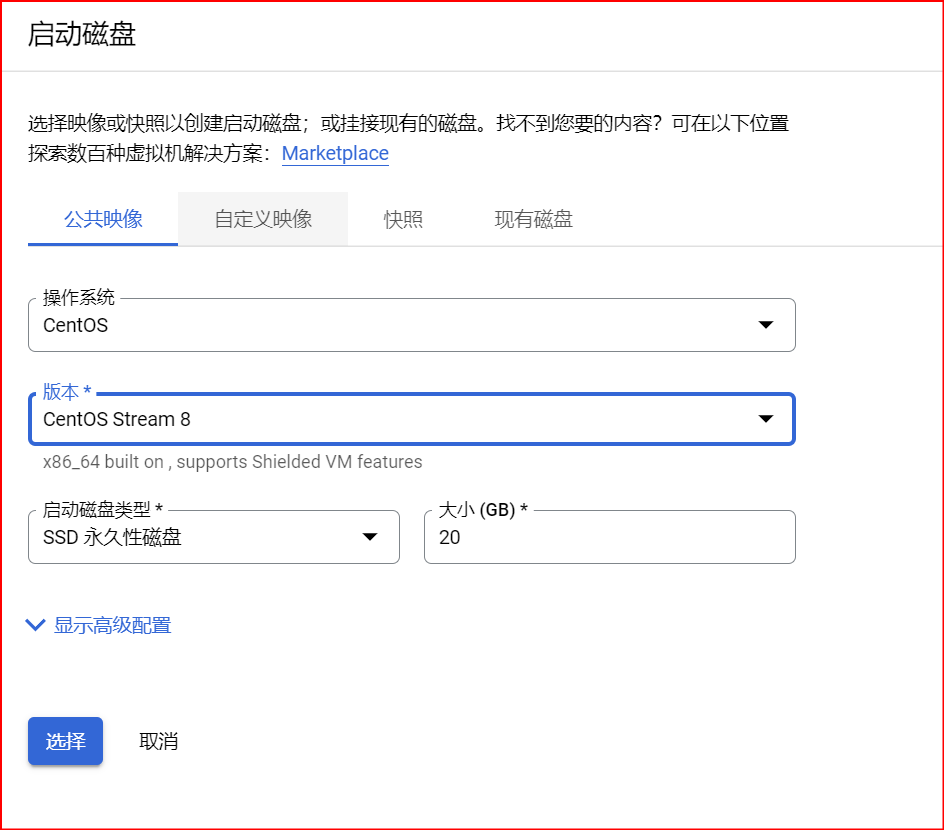 启动磁盘
选择映像或快照以创建启动磁盘；或挂接现有的磁盘。找不到您要的内容？可在以下位置
探索数百种虚拟机解决方案：Marketplace
公共映像 自定义映像 快照 现有磁盘
操作系统
CentOS
版本 *
CentOS Stream 8
x86_64 built on , supports Shielded VM features
启动磁盘类型 * 大小 (GB) *
SSD 永久性磁盘 20
显示高级配置
选择 取消